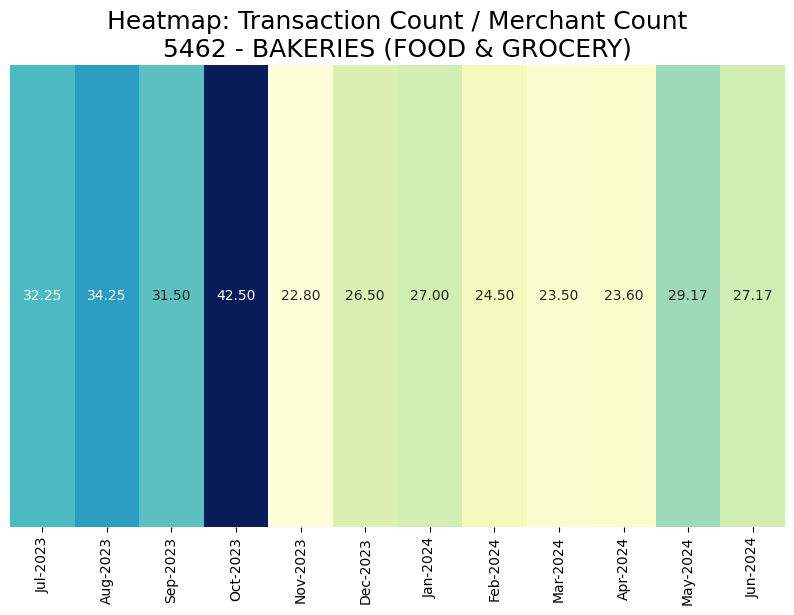 Heatmap: Transaction Count / Merchant Count
5462 - BAKERIES (FOOD & GROCERY)
32.25 34.25 31.50 42.50 22.80 26.50 27.00 24.50 23.50 23.60 29.17 27.17
Jul-2023 Aug-2023 Sep-2023 Oct-2023 Nov-2023 Dec-2023 Jan-2024 Feb-2024 Mar-2024 Apr-2024 May-2024 Jun-2024